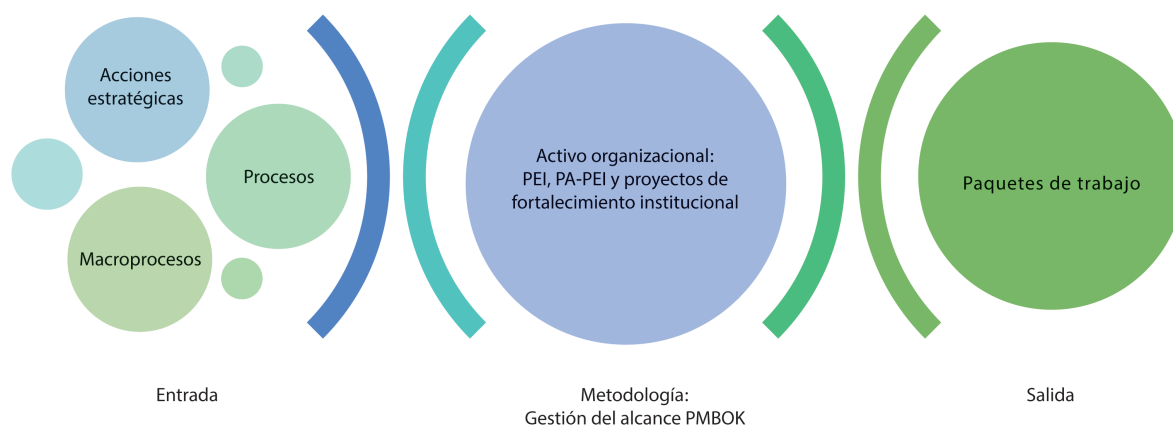 Acciones
estratégicas
Procesos
Macroprocesos
Activo organizacional:
PEI, PA-PEI y proyectos de
fortalecimiento institucional
Paquetes de trabajo
Entrada
Metodología:
Gestión del alcance PMBOK
Salida